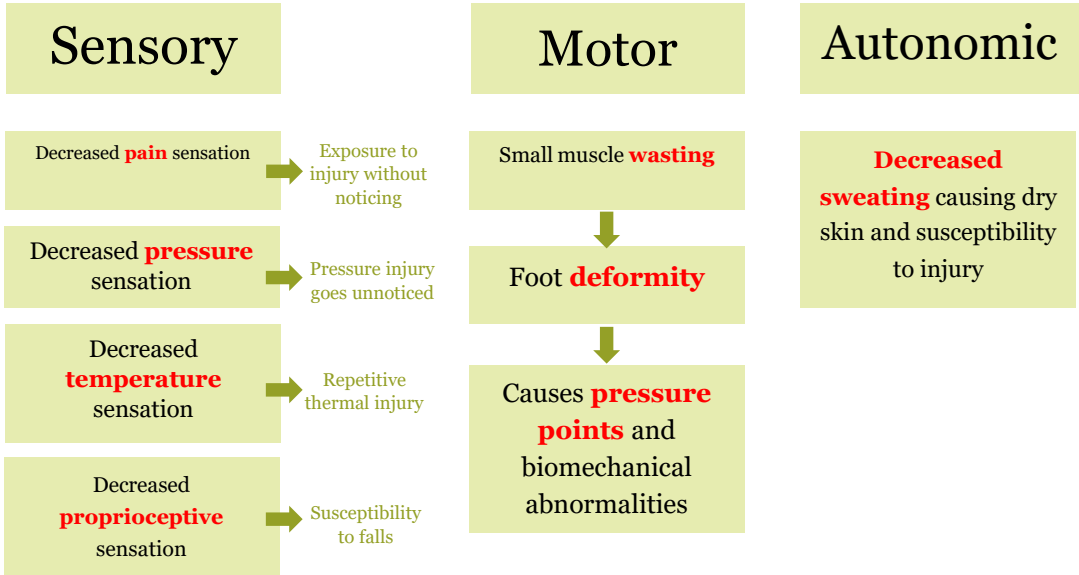 Sensory
Decreased pain sensation
Exposure to
injury without
noticing
Decreased pressure
sensation
Pressure injury
goes unnoticed
Decreased
temperature
sensation
Repetitive
thermal injury
Decreased
proprioceptive
sensation
Susceptibility
to falls
Motor
Small muscle wasting
Foot deformity
Causes pressure
points and
biomechanical
abnormalities
Autonomic
Decreased
sweating causing dry
skin and susceptibility
to injury